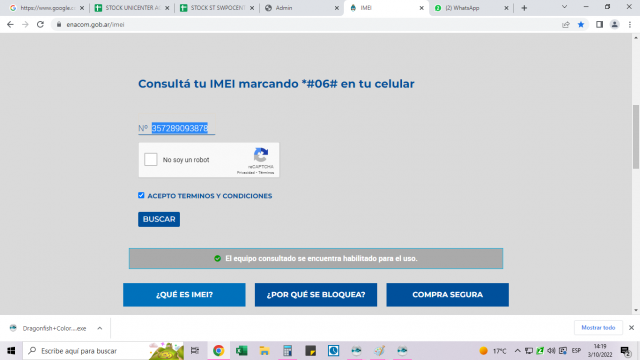 https://www.google.c
STOCK UNICENTER A
STOCK ST SWPOCENT
Admin
IMEI
(2) WhatsApp
enacom.gob.ar/imei
Consultá tu IMEI marcando *#06# en tu celular
Nº 357289093878
No soy un robot
reCAPTCHA
Privacidad - Términos
ACEPTO TERMINOS Y CONDICIONES
BUSCAR
El equipo consultado se encuentra habilitado para el uso.
¿QUÉ ES IMEI?
¿POR QUÉ SE BLOQUEA?
COMPRA SEGURA
Dragonfish+Color....exe
Mostrar todo
Escribe aquí para buscar
17°C
ESP
14:19
3/10/2022